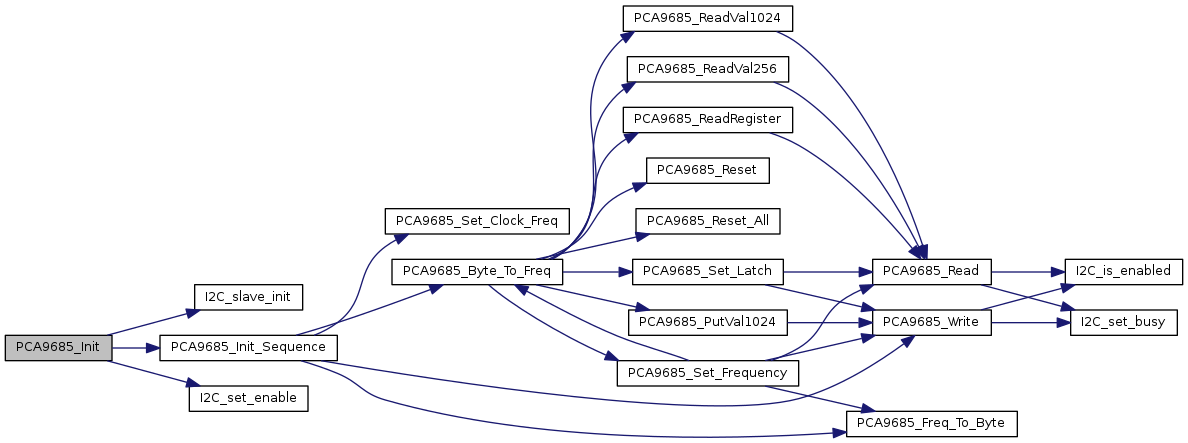 PCA9685_ReadVal1024
PCA9685_ReadVal256
PCA9685_ReadRegister
PCA9685_Reset
PCA9685_Set_Clock_Freq
PCA9685_Reset_All
PCA9685_Byte_To_Freq
PCA9685_Set_Latch
PCA9685_Read
I2C_is_enabled
I2C_slave_init
PCA9685_PutVal1024
PCA9685_Write
I2C_set_busy
PCA9685_Init
PCA9685_Init_Sequence
PCA9685_Set_Frequency
I2C_set_enable
PCA9685_Freq_To_Byte